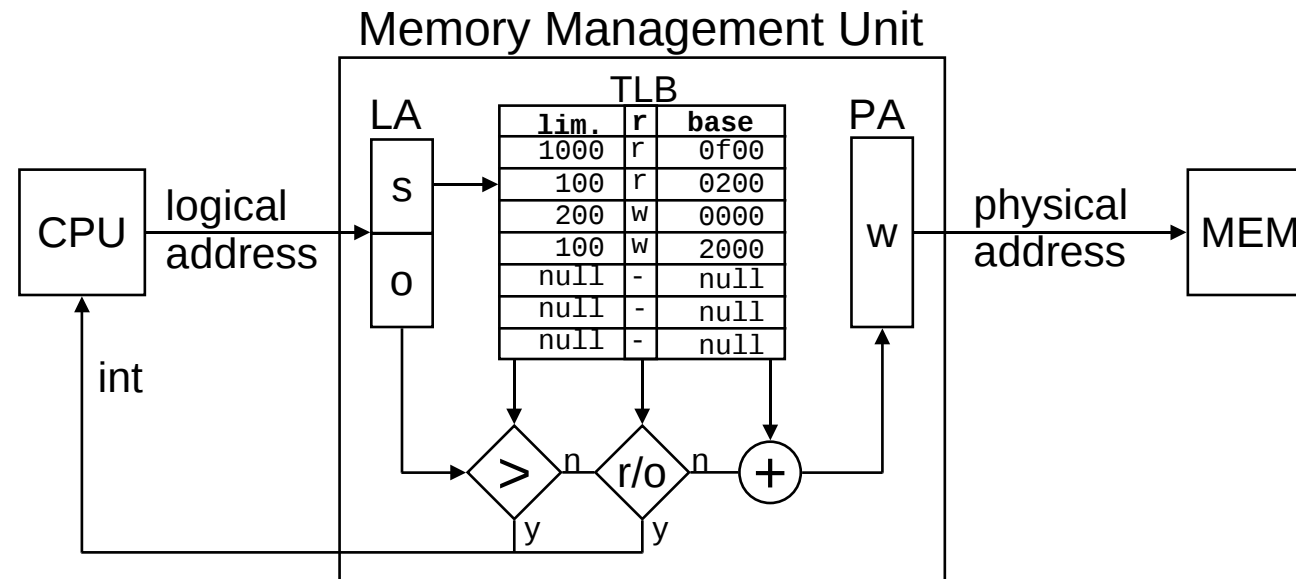 Memory Management Unit
TLB
LA
PA
lim. r base
1000 r 0f00
100 r 0200
200 w 0000
100 w 2000
null - null
null - null
null - null
s
o
CPU
logical
address
w
physical
address
MEM
int
> n r/o n +
y y